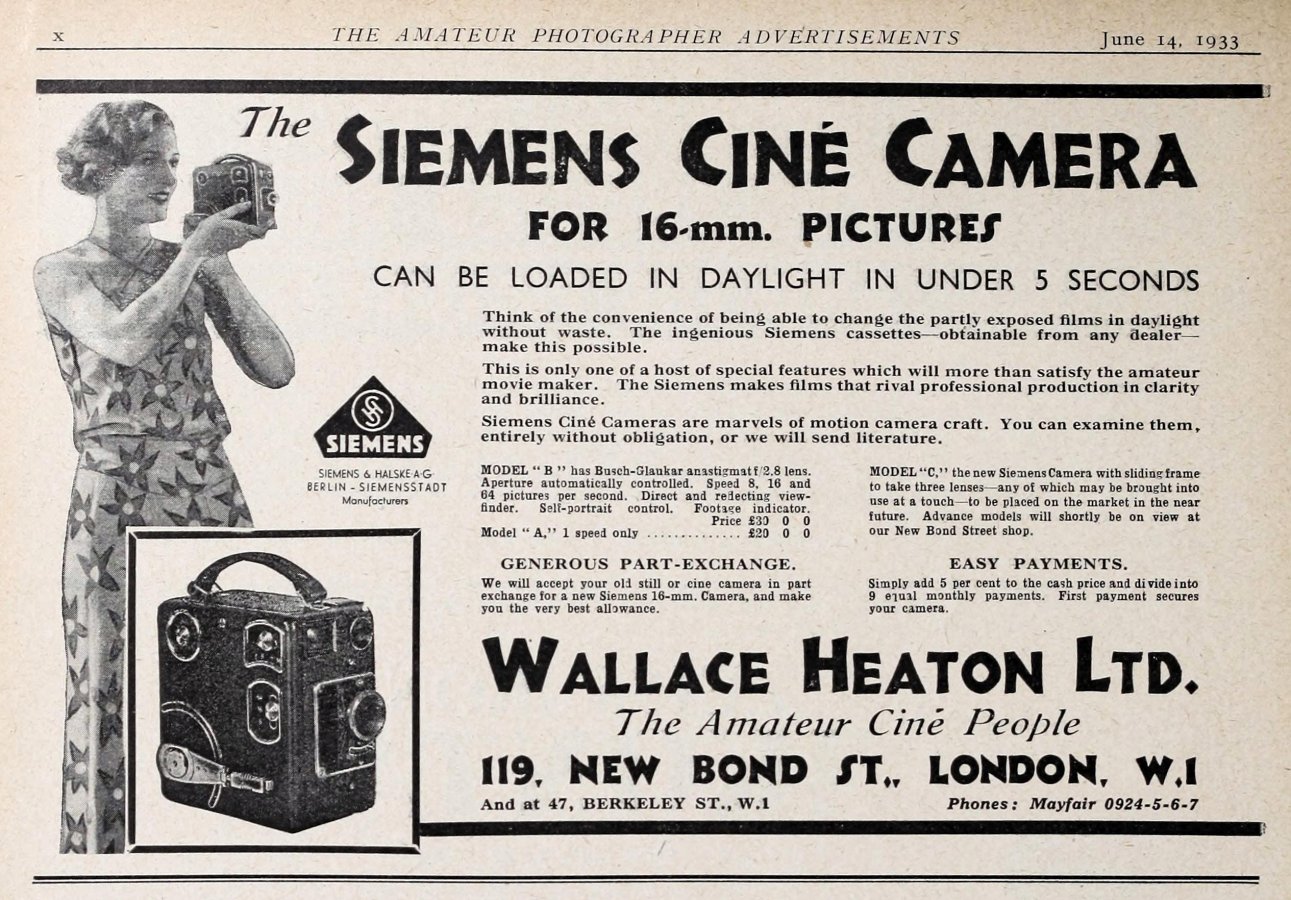 x
THE AMATEUR PHOTOGRAPHER ADVERTISEMENTS
June 14, 1933
The SIEMENS CINÉ CAMERA
FOR 16-mm. PICTURES
CAN BE LOADED IN DAYLIGHT IN UNDER 5 SECONDS
Think of the convenience of being able to change the partly exposed films in daylight
without waste. The ingenious Siemens cassettes—obtainable from any dealer—
make this possible.
This is only one of a host of special features which will more than satisfy the amateur
movie maker. The Siemens makes films that rival professional production in clarity
and brilliance.
Siemens Ciné Cameras are marvels of motion camera craft. You can examine them,
entirely without obligation, or we will send literature.
SIEMENS
SIEMENS & HALSKE·A·G·
BERLIN - SIEMENSSTADT
Manufacturers
MODEL “B” has Busch-Glaukar anastigmat f/2.8 lens.
Aperture automatically controlled. Speed 8, 16 and
64 pictures per second. Direct and reflecting view-
finder. Self-portrait control. Footage indicator.
Price £30 0 0
Model “A,” 1 speed only .............. £20 0 0
MODEL “C,” the new Siemens Camera with sliding frame
to take three lenses—any of which may be brought into
use at a touch—to be placed on the market in the near
future. Advance models will shortly be on view at
our New Bond Street shop.
GENEROUS PART-EXCHANGE.
We will accept your old still or cine camera in part
exchange for a new Siemens 16-mm. Camera, and make
you the very best allowance.
EASY PAYMENTS.
Simply add 5 per cent to the cash price and divide into
9 equal monthly payments. First payment secures
your camera.
WALLACE HEATON LTD.
The Amateur Ciné People
119, NEW BOND ST., LONDON, W.1
And at 47, BERKELEY ST., W.1
Phones: Mayfair 0924-5-6-7